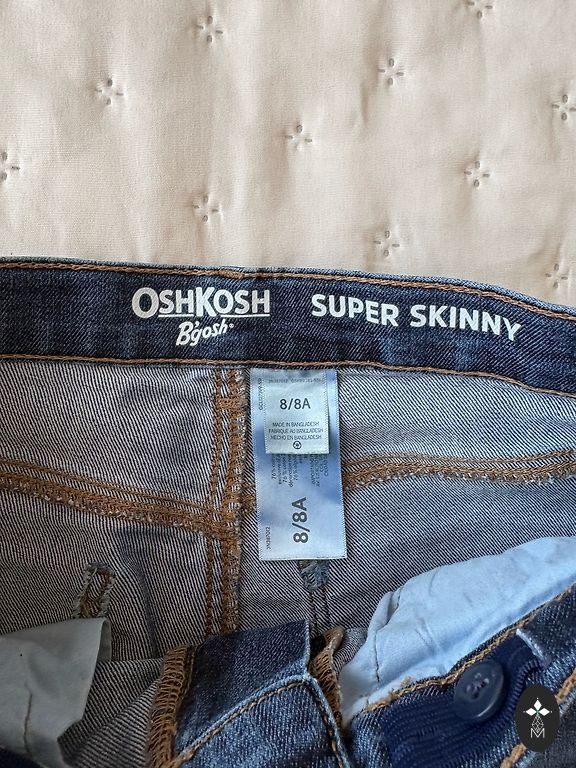 OSHKOSH
B'gosh®
SUPER SKINNY
8/8A
MADE IN BANGLADESH
FABRIQUÉ AU BANGLADESH
HECHO EN BANGLADESH
8/8A
M